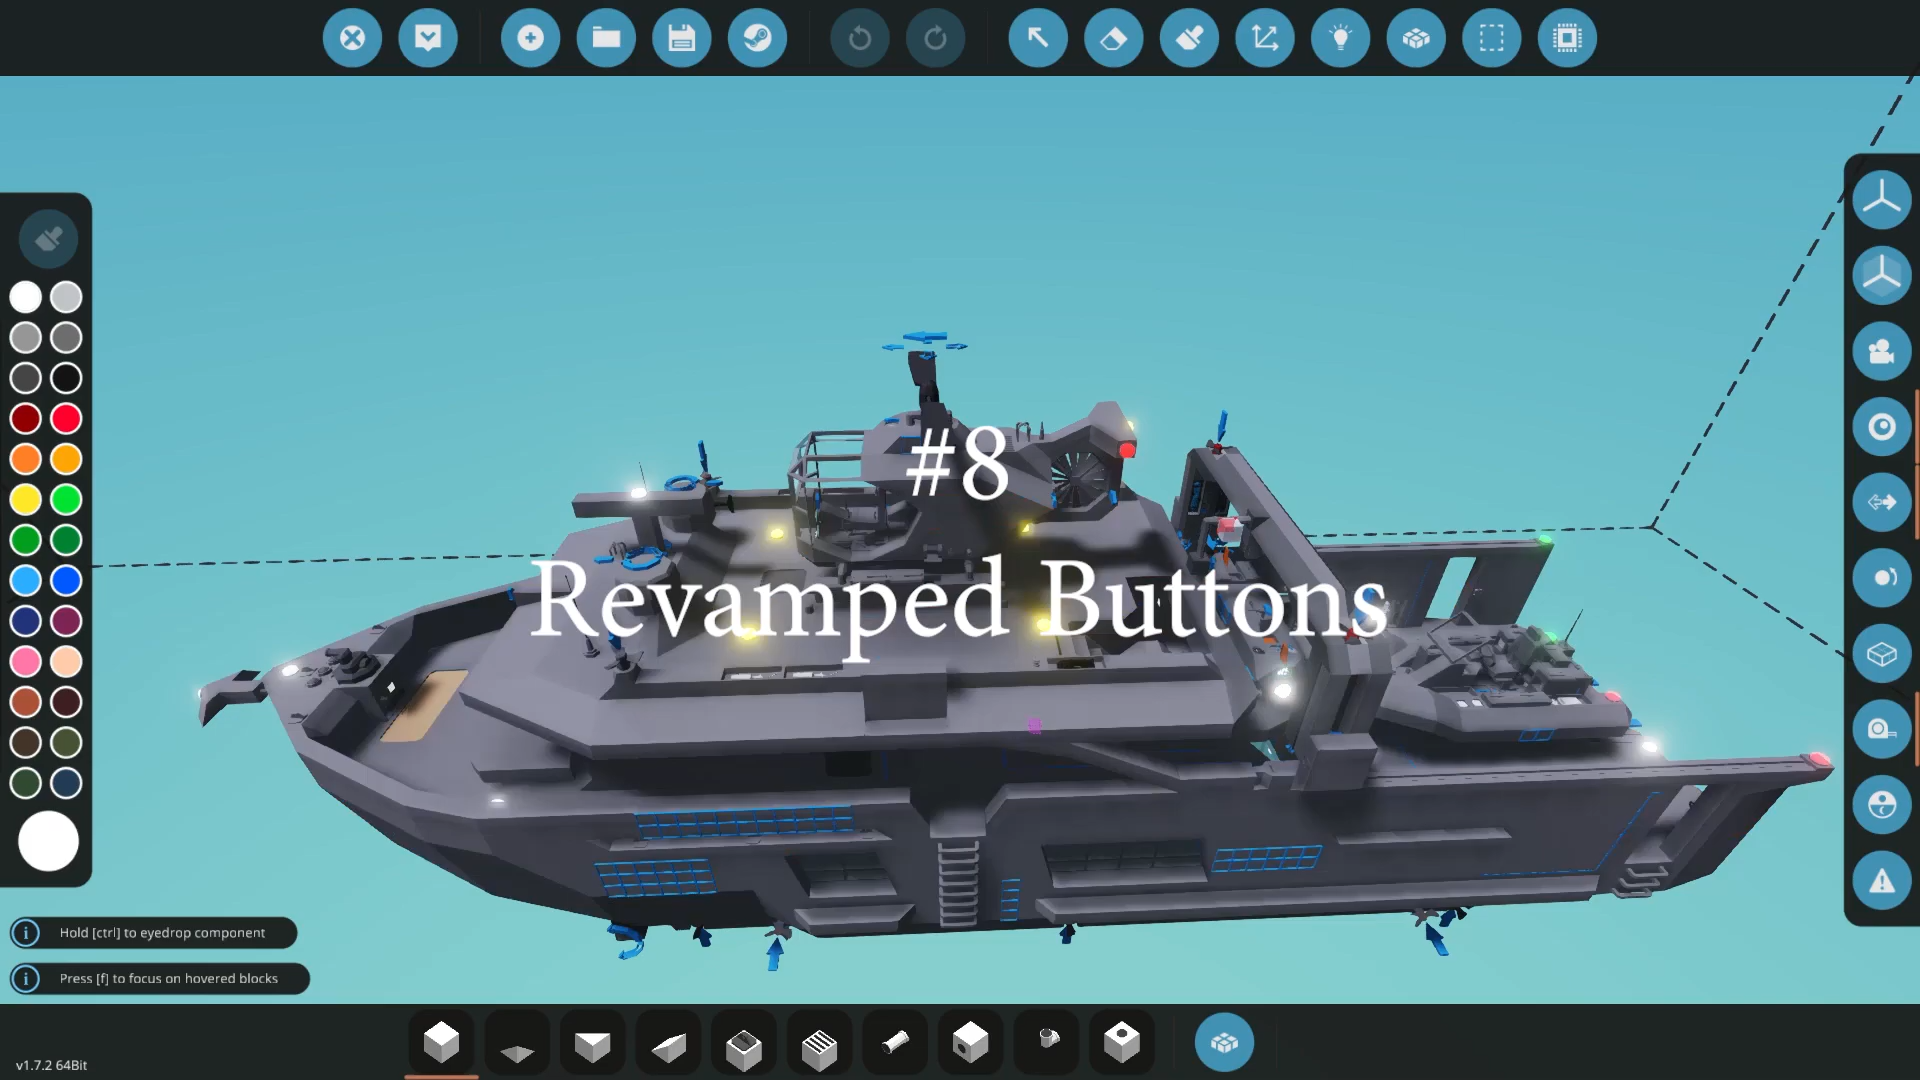 #8
Revamped Buttons
Hold [ctrl] to eyedrop component
Press [f] to focus on hovered blocks
v1.7.2 64Bit